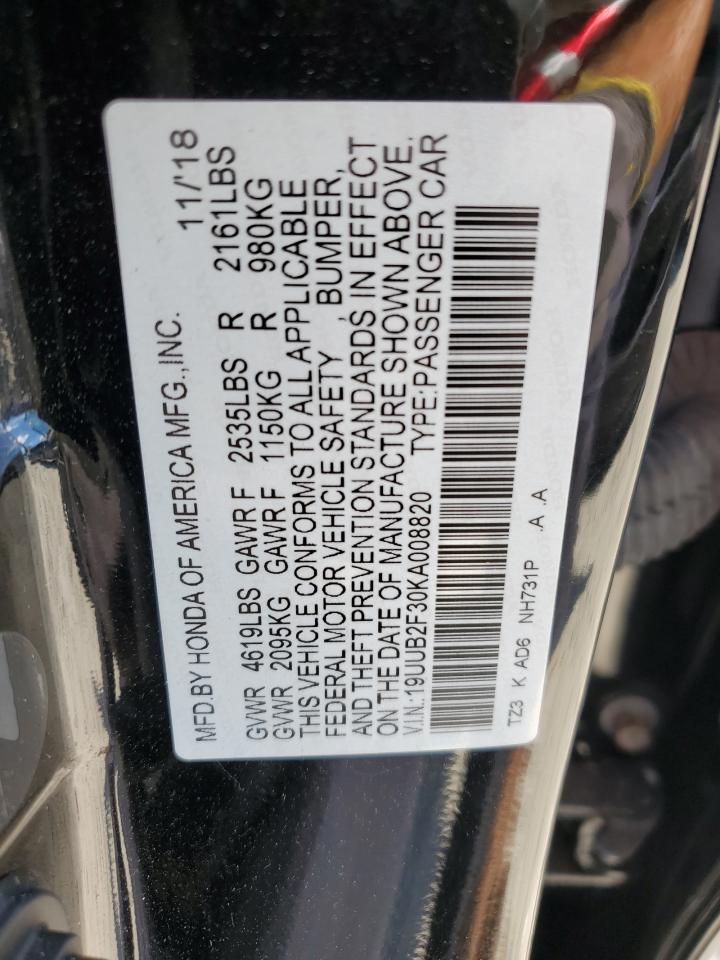 MFD.BY HONDA OF AMERICA MFG.,INC. 11/'18
GVWR 4619LBS GAWR F 2535LBS R 2161LBS
GVWR 2095KG GAWR F 1150KG R 980KG
THIS VEHICLE CONFORMS TO ALL APPLICABLE
FEDERAL MOTOR VEHICLE SAFETY , BUMPER,
AND THEFT PREVENTION STANDARDS IN EFFECT
ON THE DATE OF MANUFACTURE SHOWN ABOVE.
V.I.N.:19UUB2F30KA008820 TYPE:PASSENGER CAR
TZ3 K AD6 NH731P .A .A